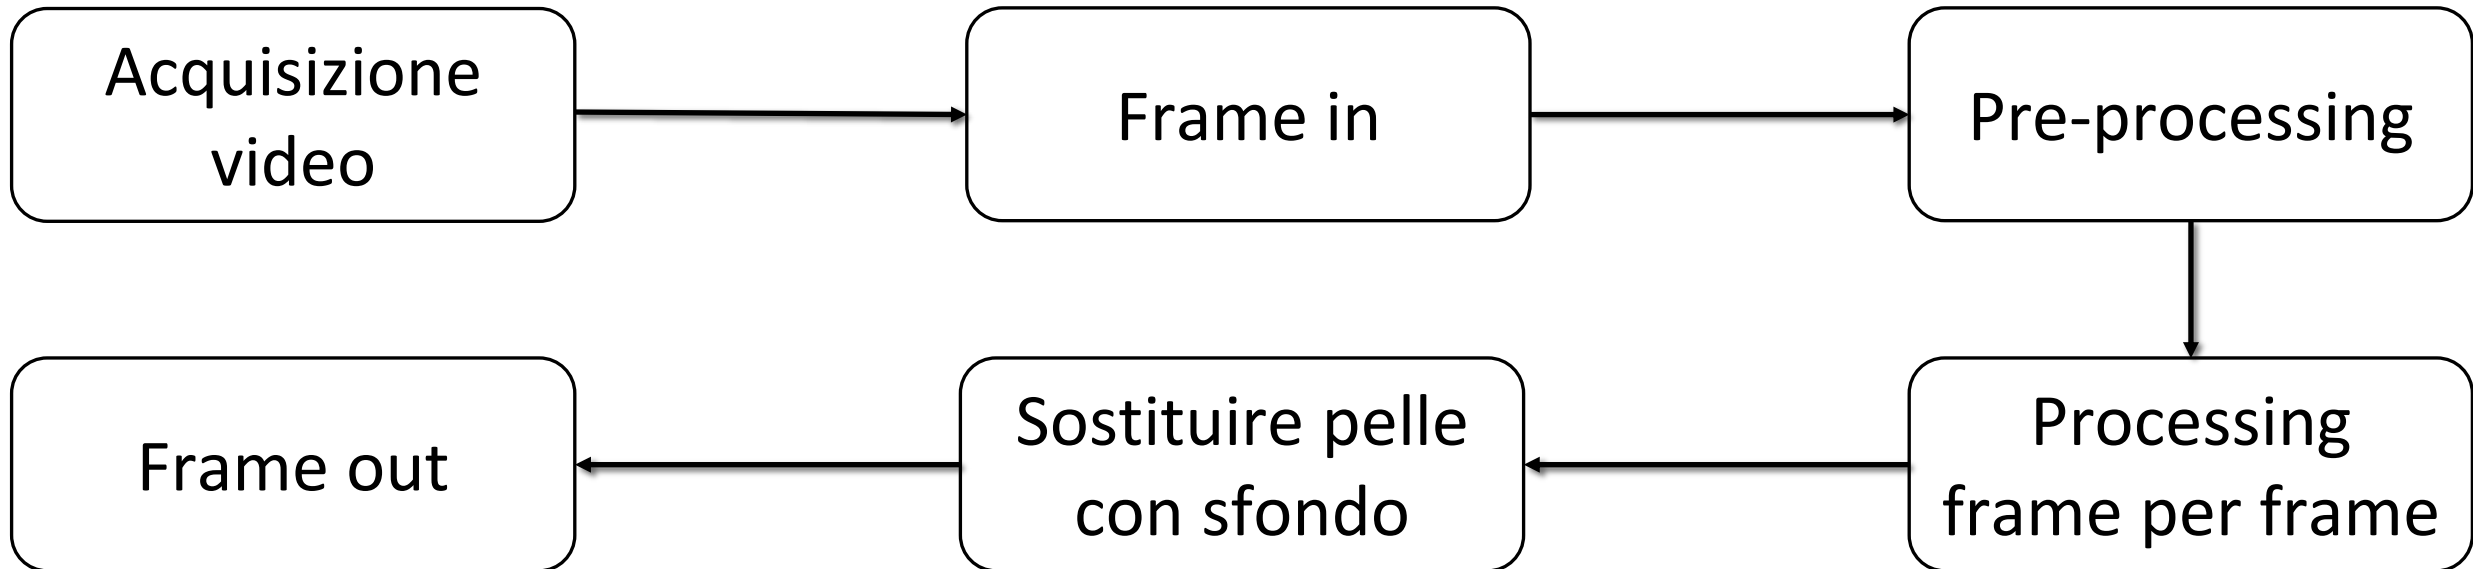 Acquisizione
video
Frame in
Pre-processing
Processing
frame per frame
Sostituire pelle
con sfondo
Frame out